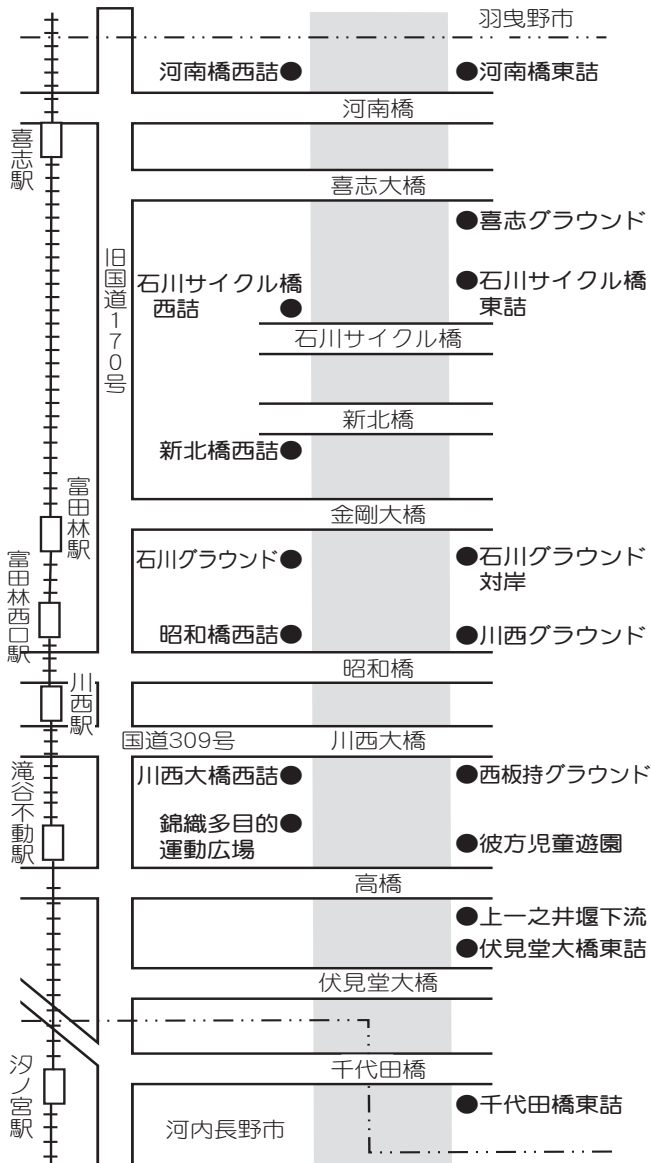 羽曳野市
河南橋西詰
河南橋東詰
河南橋
喜志駅
喜志大橋
喜志グラウンド
旧国道170号
石川サイクル橋
西詰
石川サイクル橋
東詰
石川サイクル橋
新北橋
新北橋西詰
金剛大橋
富田林駅
石川グラウンド
石川グラウンド
対岸
富田林西口駅
昭和橋西詰
川西グラウンド
昭和橋
川西駅
国道309号
川西大橋
滝谷不動駅
川西大橋西詰
西板持グラウンド
錦織多目的
運動広場
彼方児童遊園
高橋
上一之井堰下流
伏見堂大橋東詰
伏見堂大橋
千代田橋
汐ノ宮駅
千代田橋東詰
河内長野市